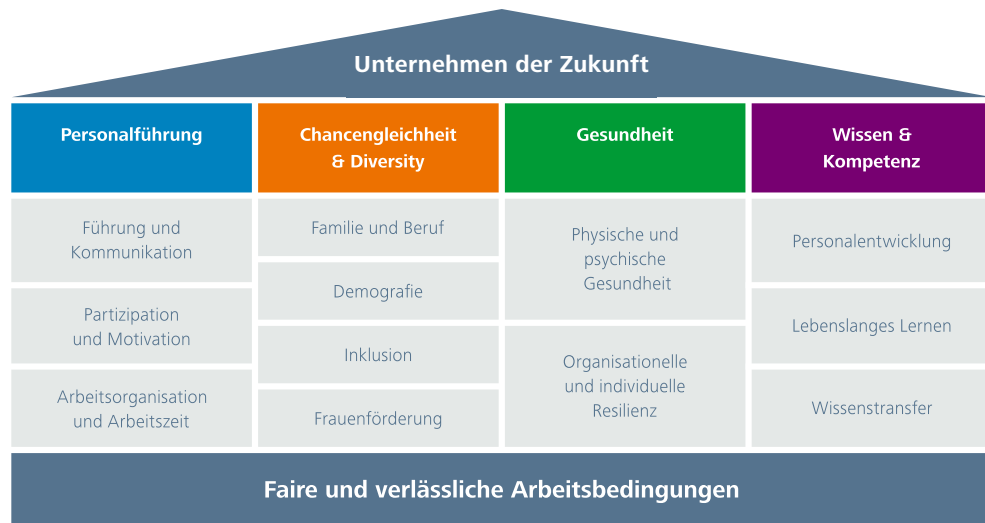 Unternehmen der Zukunft
Personalführung
Chancengleichheit
& Diversity
Gesundheit
Wissen &
Kompetenz
Führung und
Kommunikation
Partizipation
und Motivation
Arbeitsorganisation
und Arbeitszeit
Familie und Beruf
Demografie
Inklusion
Frauenförderung
Physische und
psychische
Gesundheit
Organisationelle
und individuelle
Resilienz
Personalentwicklung
Lebenslanges Lernen
Wissenstransfer
Faire und verlässliche Arbeitsbedingungen